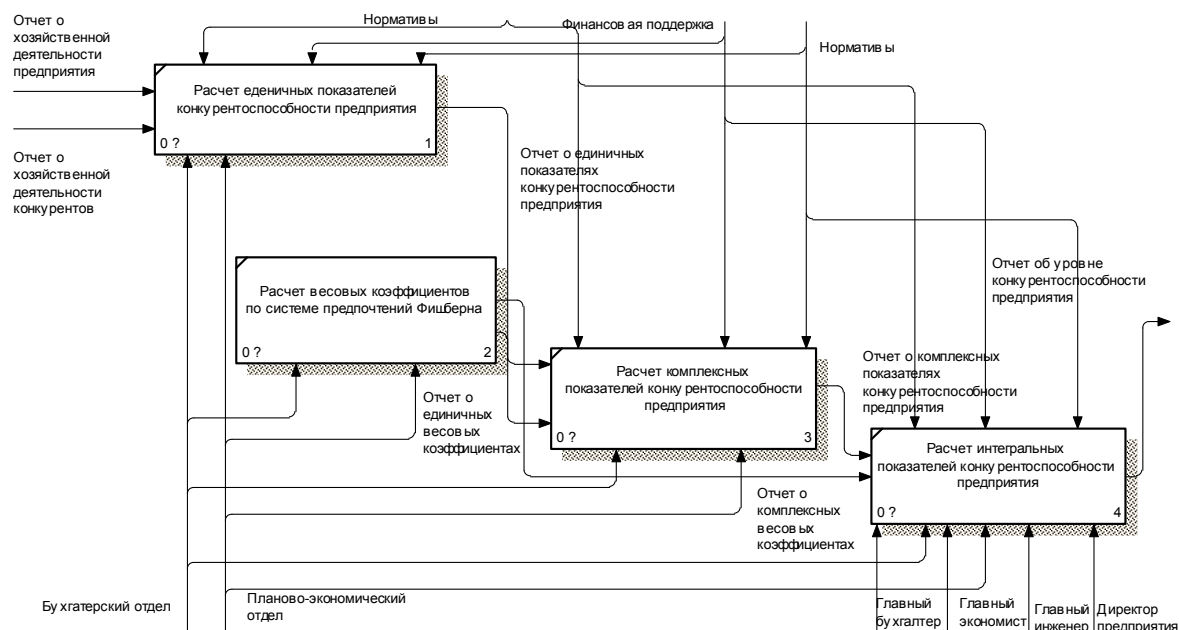 Отчет о
хозяйственной
деятельности
предприятия
Нормативы
Финансовая поддержка
Нормативы
Расчет еденичных показателей
конкурентоспособности предприятия
0 ?
1
Отчет о
хозяйственной
деятельности
конкурентов
Отчет о единичных
показателях
конкурентоспособности
предприятия
Расчет весовых коэффициентов
по системе предпочтений Фишберна
0 ?
2
Отчет об уровне
конкурентоспособности
предприятия
Отчет о
единичных
весовых
коэффициентах
Расчет комплексных
показателей конкурентоспособности
предприятия
0 ?
3
Отчет о комплексных
показателях
конкурентоспособности
предприятия
Расчет интегральных
показателей конкурентоспособности
предприятия
0 ?
4
Отчет о
комплексных
весовых
коэффициентах
Бухгатерский отдел
Планово-экономический
отдел
Главный
бухгалтер
Главный
экономист
Главный
инженер
Директор
предприятия